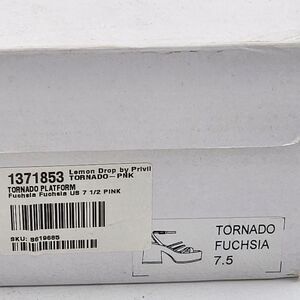 1371853
Lemon Drop by Privil
TORNADO-PNK
TORNADO PLATFORM
Fuchsia Fuchsia US 7 1/2 PINK
SKU: 5619685
TORNADO
FUCHSIA
7.5